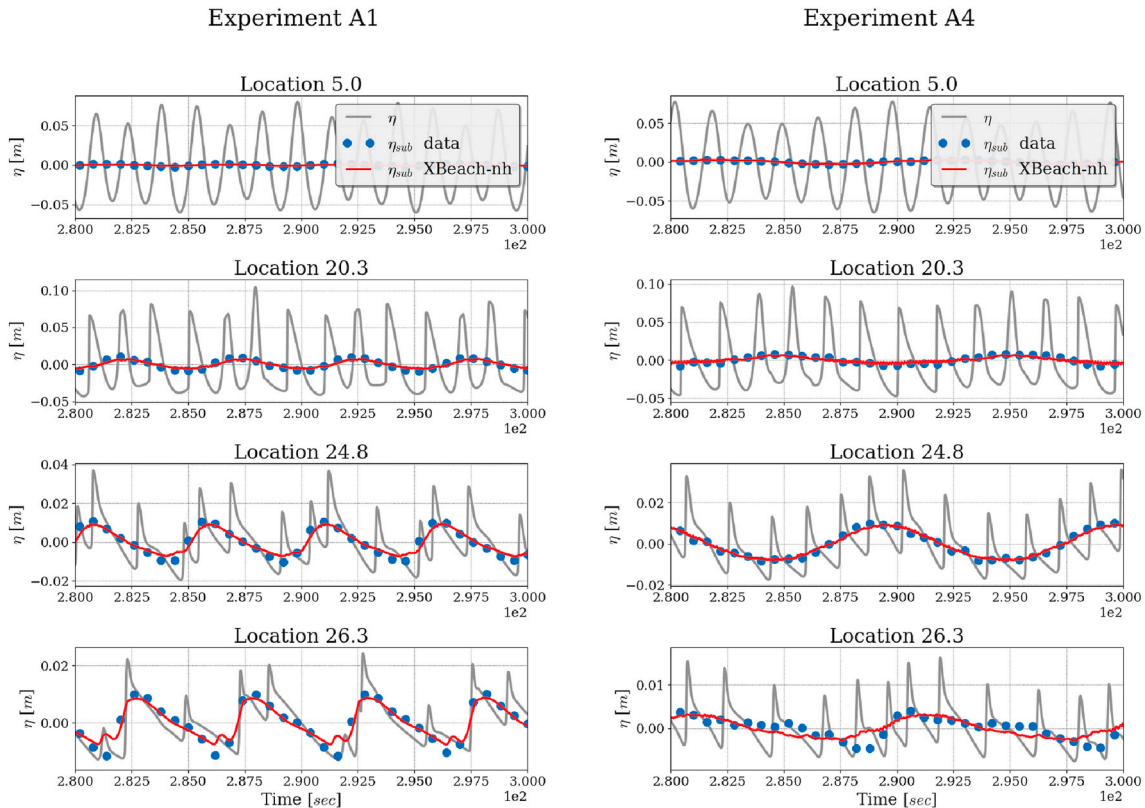 Experiment A1
Location 5.0
η [m]
0.05
0.00
−0.05
η
η_sub data
η_sub XBeach-nh
2.800 2.825 2.850 2.875 2.900 2.925 2.950 2.975 3.000
1e2
Location 20.3
η [m]
0.10
0.05
0.00
−0.05
2.800 2.825 2.850 2.875 2.900 2.925 2.950 2.975 3.000
1e2
Location 24.8
η [m]
0.04
0.02
0.00
−0.02
2.800 2.825 2.850 2.875 2.900 2.925 2.950 2.975 3.000
1e2
Location 26.3
η [m]
0.02
0.00
2.800 2.825 2.850 2.875 2.900 2.925 2.950 2.975 3.000
Time [sec]
1e2
Experiment A4
Location 5.0
η [m]
0.05
0.00
−0.05
η
η_sub data
η_sub XBeach-nh
2.800 2.825 2.850 2.875 2.900 2.925 2.950 2.975 3.000
1e2
Location 20.3
η [m]
0.10
0.05
0.00
−0.05
2.800 2.825 2.850 2.875 2.900 2.925 2.950 2.975 3.000
1e2
Location 24.8
η [m]
0.02
0.00
−0.02
2.800 2.825 2.850 2.875 2.900 2.925 2.950 2.975 3.000
1e2
Location 26.3
η [m]
0.01
0.00
2.800 2.825 2.850 2.875 2.900 2.925 2.950 2.975 3.000
Time [sec]
1e2